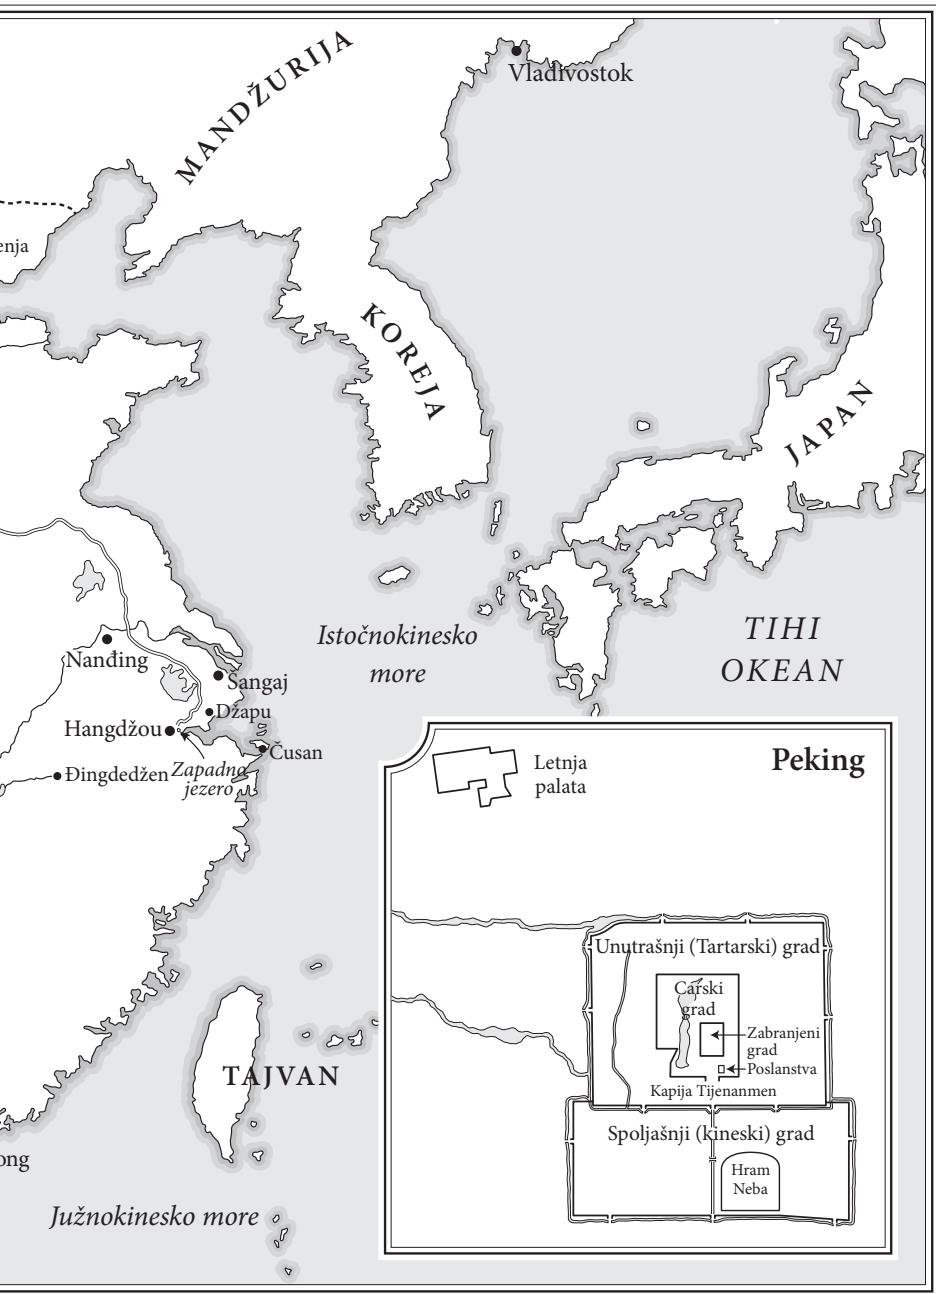 Vladivostok
MANDŽURIJA
enja
KOREJA
JAPAN
Istočnokinesko
more
TIHI
OKEAN
Nanđing
Šangaj
Džapu
Hangdžou
Čusan
Đingdedžen
Zapadno
jezero
TAJVAN
ong
Južnokinesko more
Peking
Letnja
palata
Unutrašnji (Tartarski) grad
Carski
grad
Zabranjeni
grad
Poslanstva
Kapija Tijenanmen
Spoljašnji (kineski) grad
Hram
Neba